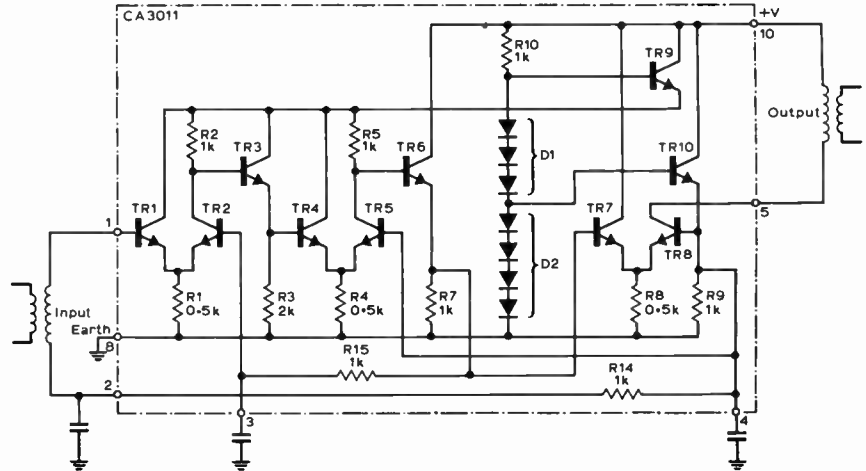 CA3011
+V
10
R10
1k
TR9
R2
1k
TR3
R5
1k
TR6
D1
TR10
Output
1
TR1
TR2
TR4
TR5
D2
TR7
TR8
5
Input
R1
0·5k
R3
2k
R4
0·5k
R7
1k
R8
0·5k
R9
1k
Earth
8
R15
1k
R14
1k
2
3
4